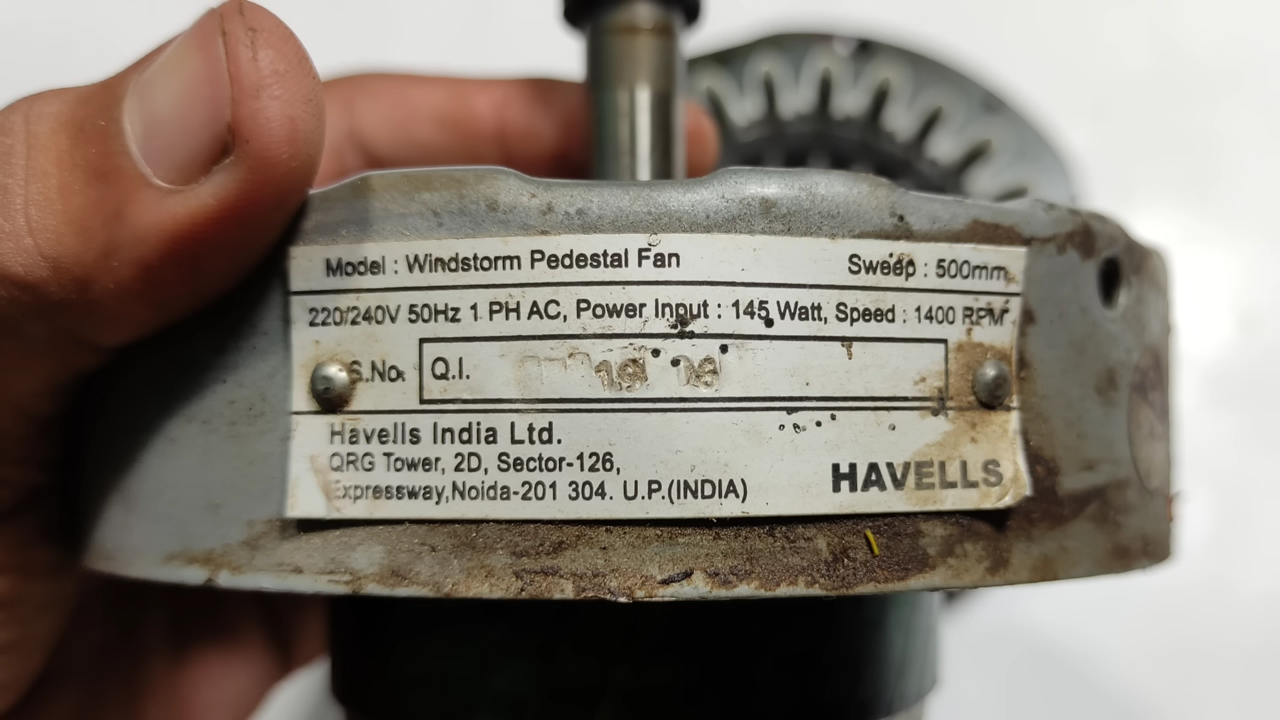 Model : Windstorm Pedestal Fan Sweep : 500mm
220/240V 50Hz 1 PH AC, Power Input : 145 Watt, Speed : 1400 RPM
S.No. Q.I.
Havells India Ltd.
QRG Tower, 2D, Sector-126,
Expressway,Noida-201 304. U.P.(INDIA)
HAVELLS